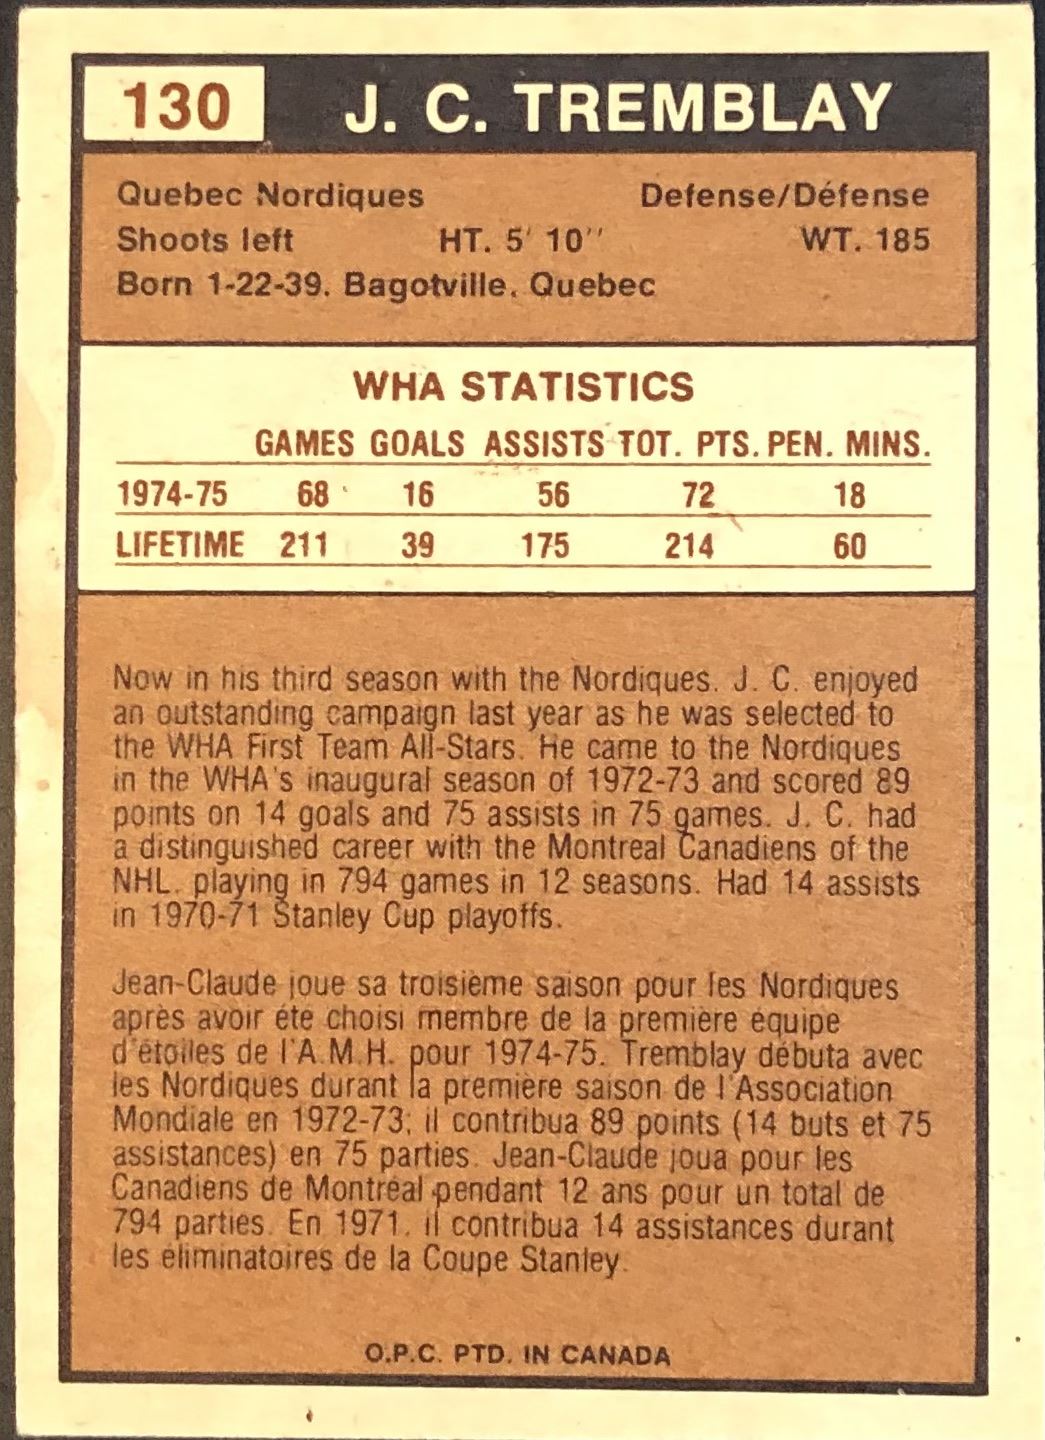 130 J. C. TREMBLAY
Quebec Nordiques Defense/Défense
Shoots left HT. 5' 10'' WT. 185
Born 1-22-39. Bagotville. Quebec
WHA STATISTICS
GAMES GOALS ASSISTS TOT. PTS. PEN. MINS.
1974-75 68 16 56 72 18
LIFETIME 211 39 175 214 60
Now in his third season with the Nordiques. J. C. enjoyed
an outstanding campaign last year as he was selected to
the WHA First Team All-Stars. He came to the Nordiques
in the WHA's inaugural season of 1972-73 and scored 89
points on 14 goals and 75 assists in 75 games. J. C. had
a distinguished career with the Montreal Canadiens of the
NHL. playing in 794 games in 12 seasons. Had 14 assists
in 1970-71 Stanley Cup playoffs.
Jean-Claude joue sa troisième saison pour les Nordiques
après avoir été choisi membre de la première équipe
d'étoiles de l'A.M.H. pour 1974-75. Tremblay débuta avec
les Nordiques durant la première saison de l'Association
Mondiale en 1972-73; il contribua 89 points (14 buts et 75
assistances) en 75 parties. Jean-Claude joua pour les
Canadiens de Montréal pendant 12 ans pour un total de
794 parties. En 1971. il contribua 14 assistances durant
les éliminatoires de la Coupe Stanley.
O.P.C. PTD. IN CANADA